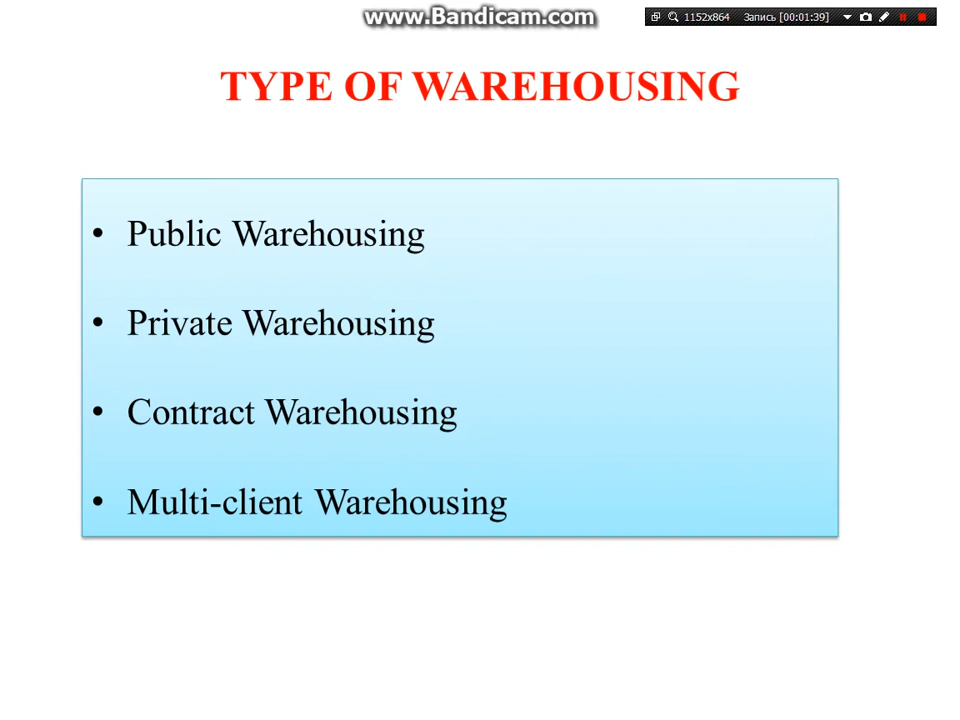 www.Bandicam.com
1152x864 Запись [00:01:39]
TYPE OF WAREHOUSING
• Public Warehousing
• Private Warehousing
• Contract Warehousing
• Multi-client Warehousing